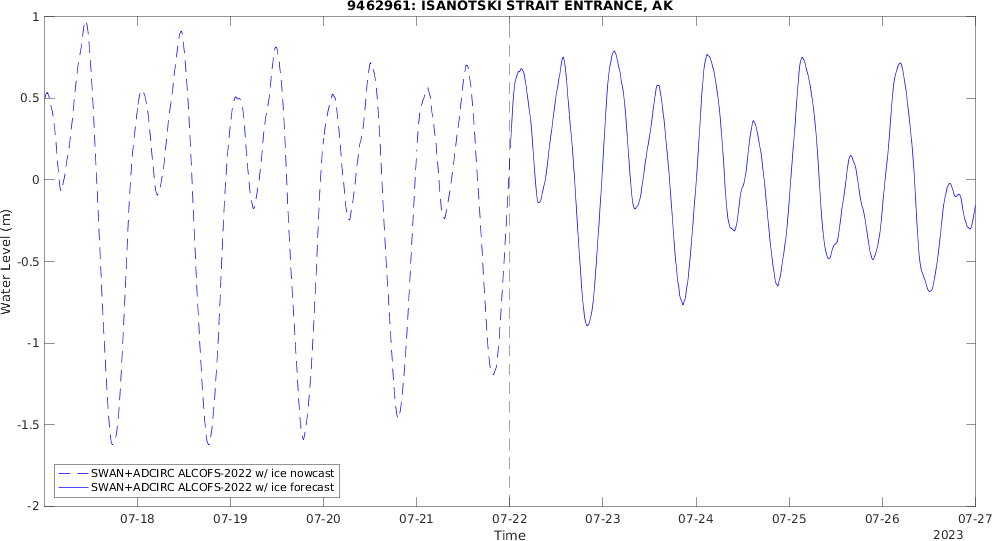 9462961: ISANOTSKI STRAIT ENTRANCE, AK
1
0.5
0
-0.5
-1
-1.5
-2
Water Level (m)
SWAN+ADCIRC ALCOFS-2022 w/ ice nowcast
SWAN+ADCIRC ALCOFS-2022 w/ ice forecast
07-18 07-19 07-20 07-21 07-22 07-23 07-24 07-25 07-26 07-27
Time
2023